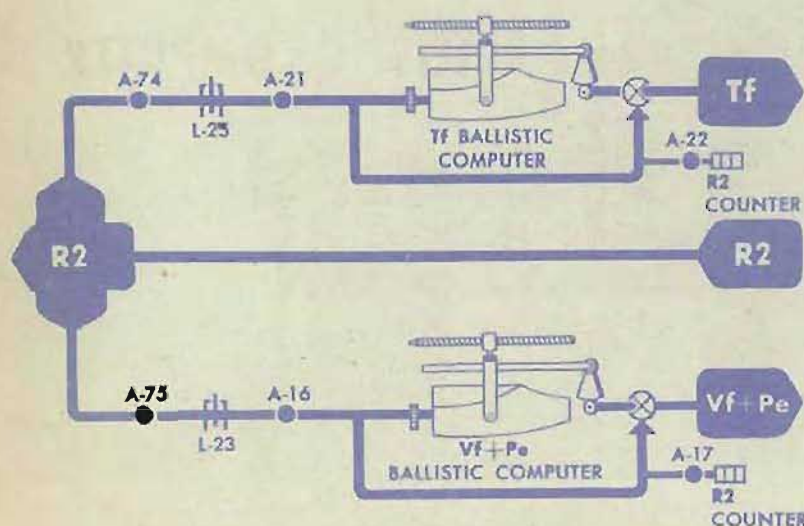 A-74
A-21
L-25
Tf
Tf BALLISTIC
COMPUTER
A-22
R2
COUNTER
R2
R2
A-75
A-16
L-23
Vf+Pe
Vf+Pe
BALLISTIC COMPUTER
A-17
R2
COUNTER